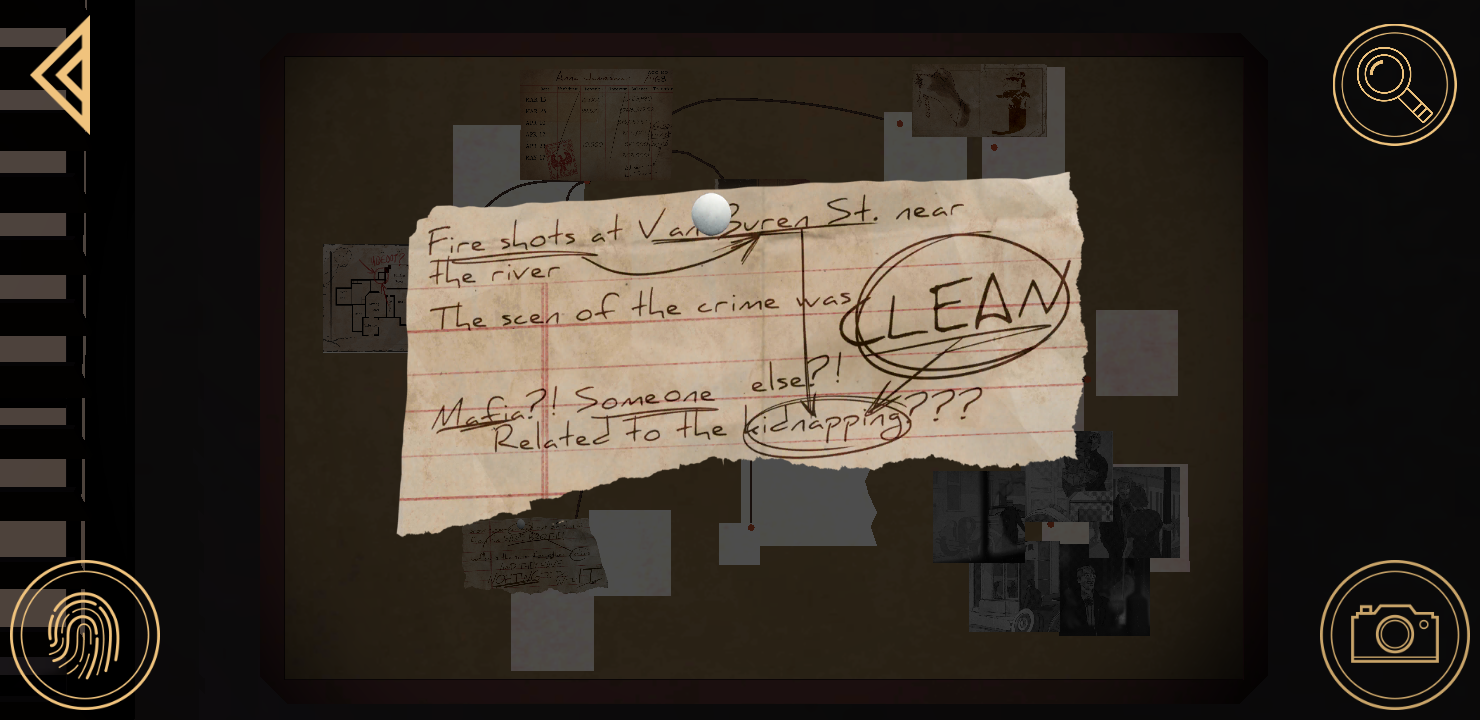 Fire shots at Van Buren St. near
the river
The scen of the crime was CLEAN
else?!
Mafia?! Someone
Related to the kidnapping???